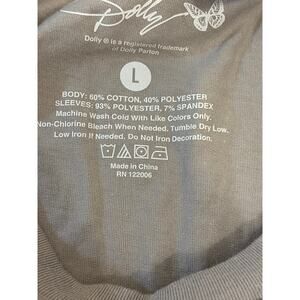 Dolly
Dolly ® is a registered trademark
of Dolly Parton
L
BODY: 60% COTTON, 40% POLYESTER
SLEEVES: 93% POLYESTER, 7% SPANDEX
Machine Wash Cold With Like Colors Only.
Non-Chlorine Bleach When Needed. Tumble Dry Low.
Low Iron If Needed. Do Not Iron Decoration.
Made in China
RN 122006